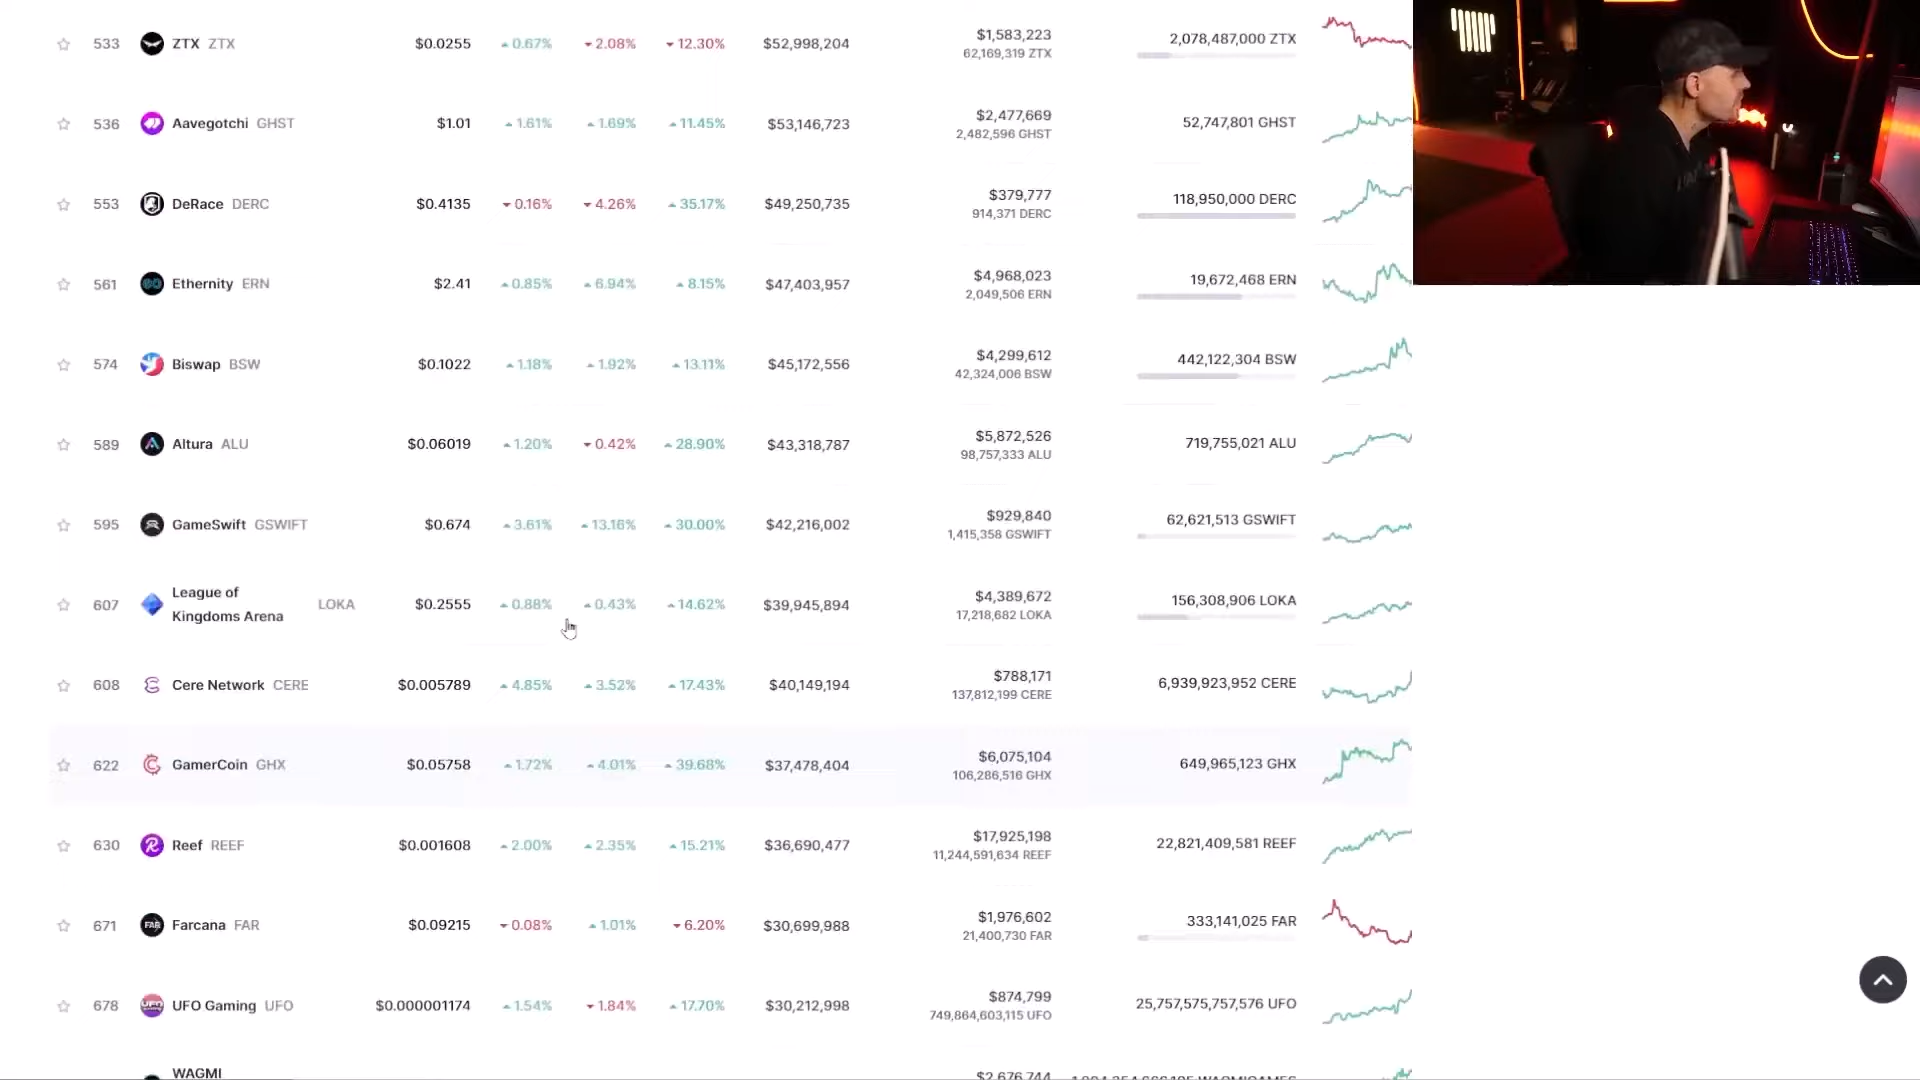 533 ZTX ZTX $0.0255 0.67% 2.08% 12.30% $52,998,204 $1,583,223 2,078,487,000 ZTX
62,169,319 ZTX
536 Aavegotchi GHST $1.01 1.61% 1.69% 11.45% $53,146,723 $2,477,669 52,747,801 GHST
2,482,596 GHST
553 DeRace DERC $0.4135 0.16% 4.26% 35.17% $49,250,735 $379,777 118,950,000 DERC
914,371 DERC
561 Ethernity ERN $2.41 0.85% 6.94% 8.15% $47,403,957 $4,968,023 19,672,468 ERN
2,049,506 ERN
574 Biswap BSW $0.1022 1.18% 1.92% 13.11% $45,172,556 $4,299,612 442,122,304 BSW
42,324,006 BSW
589 Altura ALU $0.06019 1.20% 0.42% 28.90% $43,318,787 $5,872,526 719,755,021 ALU
98,757,333 ALU
595 GameSwift GSWIFT $0.674 3.61% 13.16% 30.00% $42,216,002 $929,840 62,621,513 GSWIFT
1,415,358 GSWIFT
607 League of Kingdoms Arena LOKA $0.2555 0.88% 0.43% 14.62% $39,945,894 $4,389,672 156,308,906 LOKA
17,218,682 LOKA
608 Cere Network CERE $0.005789 4.85% 3.52% 17.43% $40,149,194 $788,171 6,939,923,952 CERE
137,812,199 CERE
622 GamerCoin GHX $0.05758 1.72% 4.01% 39.68% $37,478,404 $6,075,104 649,965,123 GHX
106,286,516 GHX
630 Reef REEF $0.001608 2.00% 2.35% 15.21% $36,690,477 $17,925,198 22,821,409,581 REEF
11,244,591,634 REEF
671 Farcana FAR $0.09215 0.08% 1.01% 6.20% $30,699,988 $1,976,602 333,141,025 FAR
21,400,730 FAR
678 UFO Gaming UFO $0.000001174 1.54% 1.84% 17.70% $30,212,998 $874,799 25,757,575,757,576 UFO
749,864,603,115 UFO
WAGMI $2,676,744